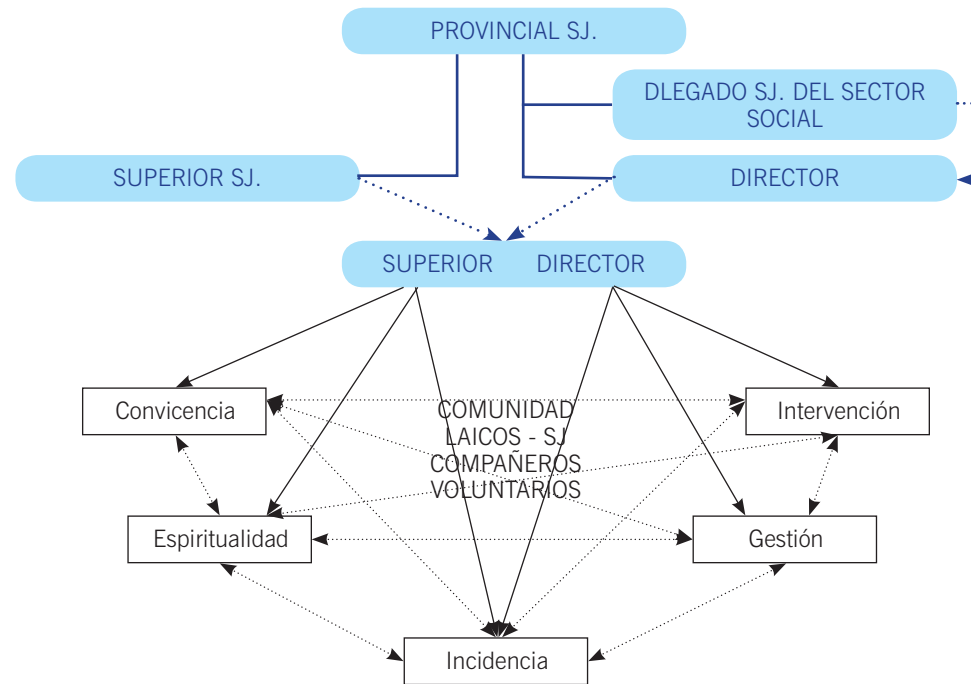 PROVINCIAL SJ.
DLEGADO SJ. DEL SECTOR
SOCIAL
SUPERIOR SJ.
DIRECTOR
SUPERIOR DIRECTOR
Convicencia
COMUNIDAD
LAICOS - SJ
COMPAÑEROS
VOLUNTARIOS
Intervención
Espiritualidad
Gestión
Incidencia